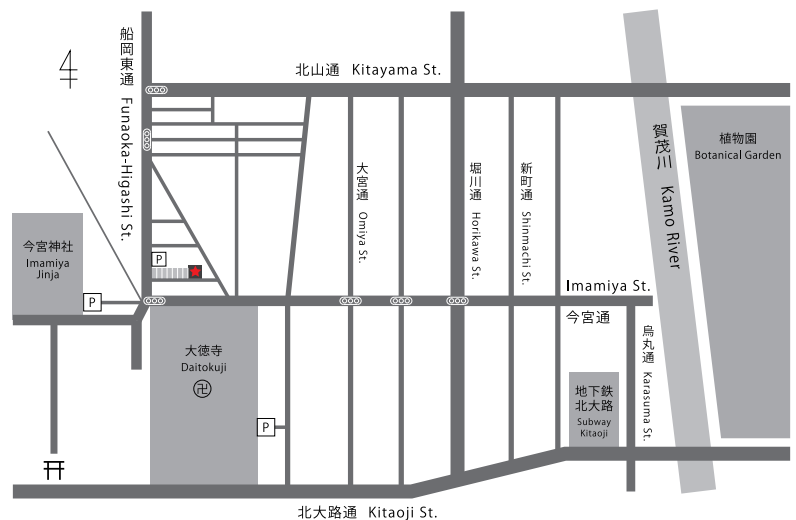 船岡東通 Funaoka-Higashi St.
北山通 Kitayama St.
賀茂川 Kamo River
植物園
Botanical Garden
大宮通 Omiya St.
堀川通 Horikawa St.
新町通 Shinmachi St.
今宮神社
Imamiya
Jinja
P
P
Imamiya St.
今宮通
大徳寺
Daitokuji
卍
烏丸通 Karasuma St.
地下鉄
北大路
Subway
Kitaoji
P
北大路通 Kitaoji St.